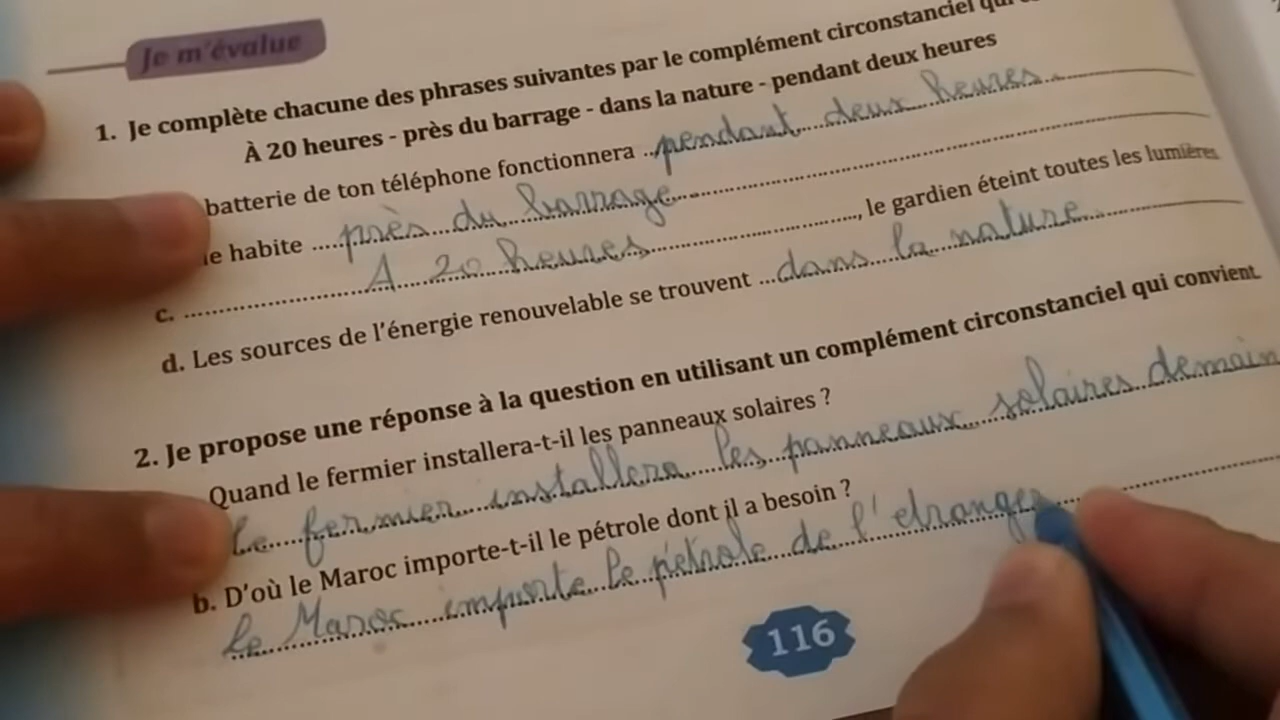 Je m'évalue
1. Je complète chacune des phrases suivantes par le complément circonstanciel qui
À 20 heures - près du barrage - dans la nature - pendant deux heures
batterie de ton téléphone fonctionnera pendant deux heures
habite près du barrage
c. A 20 heures, le gardien éteint toutes les lumières
d. Les sources de l'énergie renouvelable se trouvent dans la nature
2. Je propose une réponse à la question en utilisant un complément circonstanciel qui convient
Quand le fermier installera-t-il les panneaux solaires ?
Le fermier installera les panneaux solaires demain
b. D'où le Maroc importe-t-il le pétrole dont il a besoin ?
Le Maroc importe le pétrole de l'etranger
116